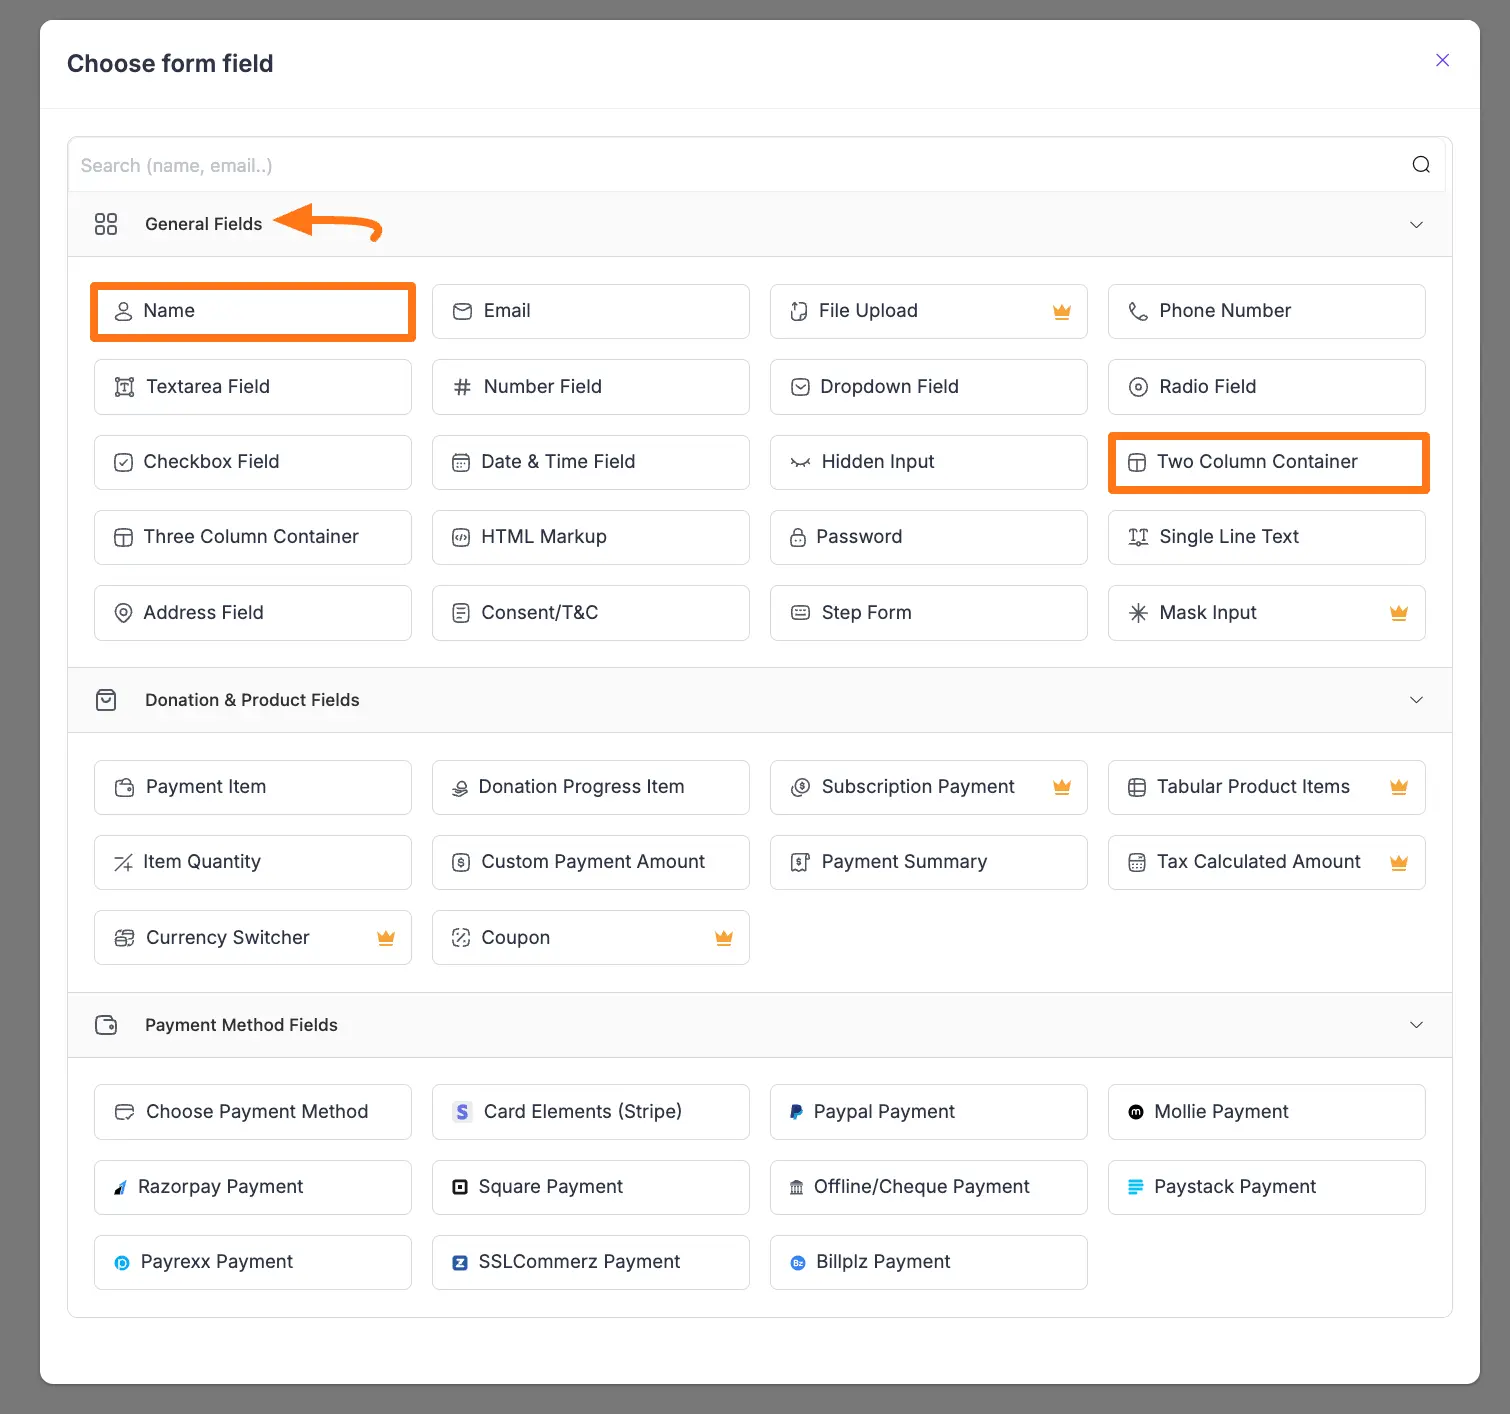 Choose form field
Search (name, email..)
General Fields
Name
Email
File Upload
Phone Number
Textarea Field
Number Field
Dropdown Field
Radio Field
Checkbox Field
Date & Time Field
Hidden Input
Two Column Container
Three Column Container
HTML Markup
Password
Single Line Text
Address Field
Consent/T&C
Step Form
Mask Input
Donation & Product Fields
Payment Item
Donation Progress Item
Subscription Payment
Tabular Product Items
Item Quantity
Custom Payment Amount
Payment Summary
Tax Calculated Amount
Currency Switcher
Coupon
Payment Method Fields
Choose Payment Method
S Card Elements (Stripe)
Paypal Payment
m Mollie Payment
Razorpay Payment
Square Payment
Offline/Cheque Payment
Paystack Payment
Payrexx Payment
SSLCommerz Payment
Bz Billplz Payment